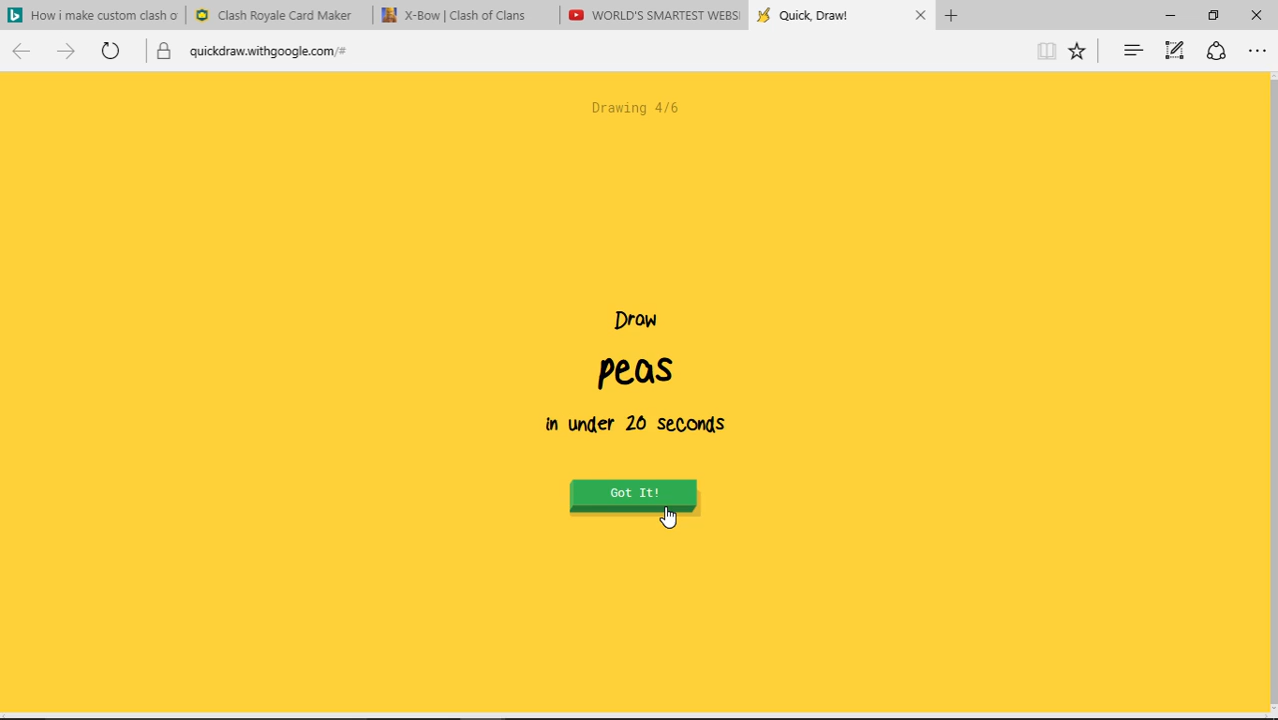 How i make custom clash o
Clash Royale Card Maker
X-Bow | Clash of Clans
WORLD'S SMARTEST WEBSI
Quick, Draw!
quickdraw.withgoogle.com/#
Drawing 4/6
Draw
peas
in under 20 seconds
Got It!